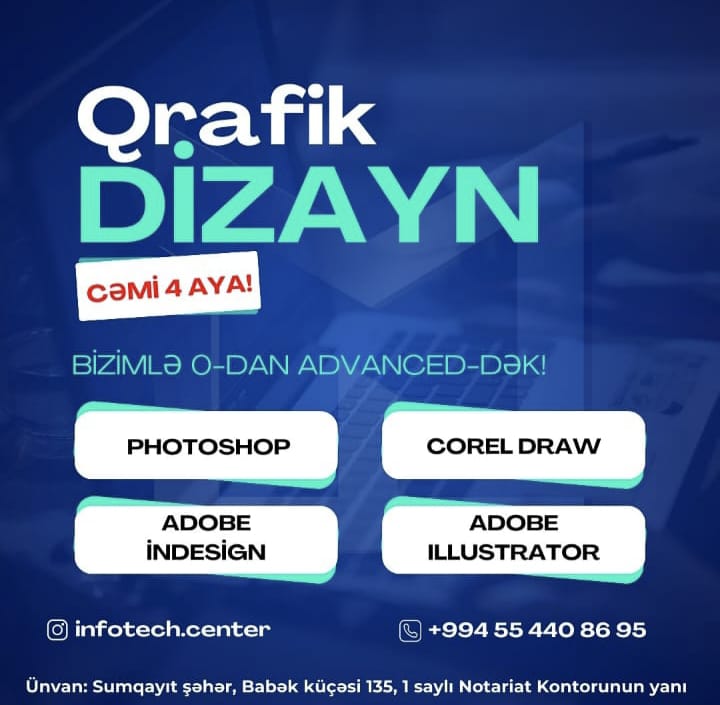 Qrafik
DİZAYN
CƏMİ 4 AYA!
BİZİMLƏ 0-DAN ADVANCED-DƏK!
PHOTOSHOP
COREL DRAW
ADOBE
İNDESİGN
ADOBE
ILLUSTRATOR
infotech.center
+994 55 440 86 95
Ünvan: Sumqayıt şəhər, Babək küçəsi 135, 1 saylı Notariat Kontorunun yanı